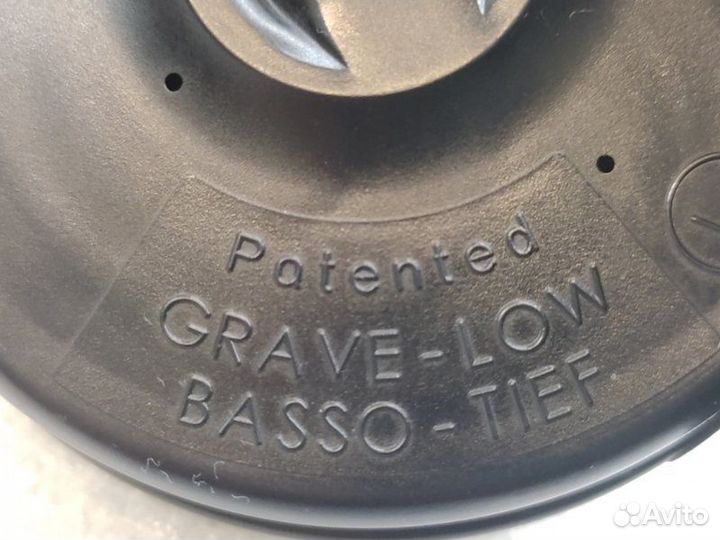 Patented
GRAVE-LOW
BASSO-TIEF
Avito